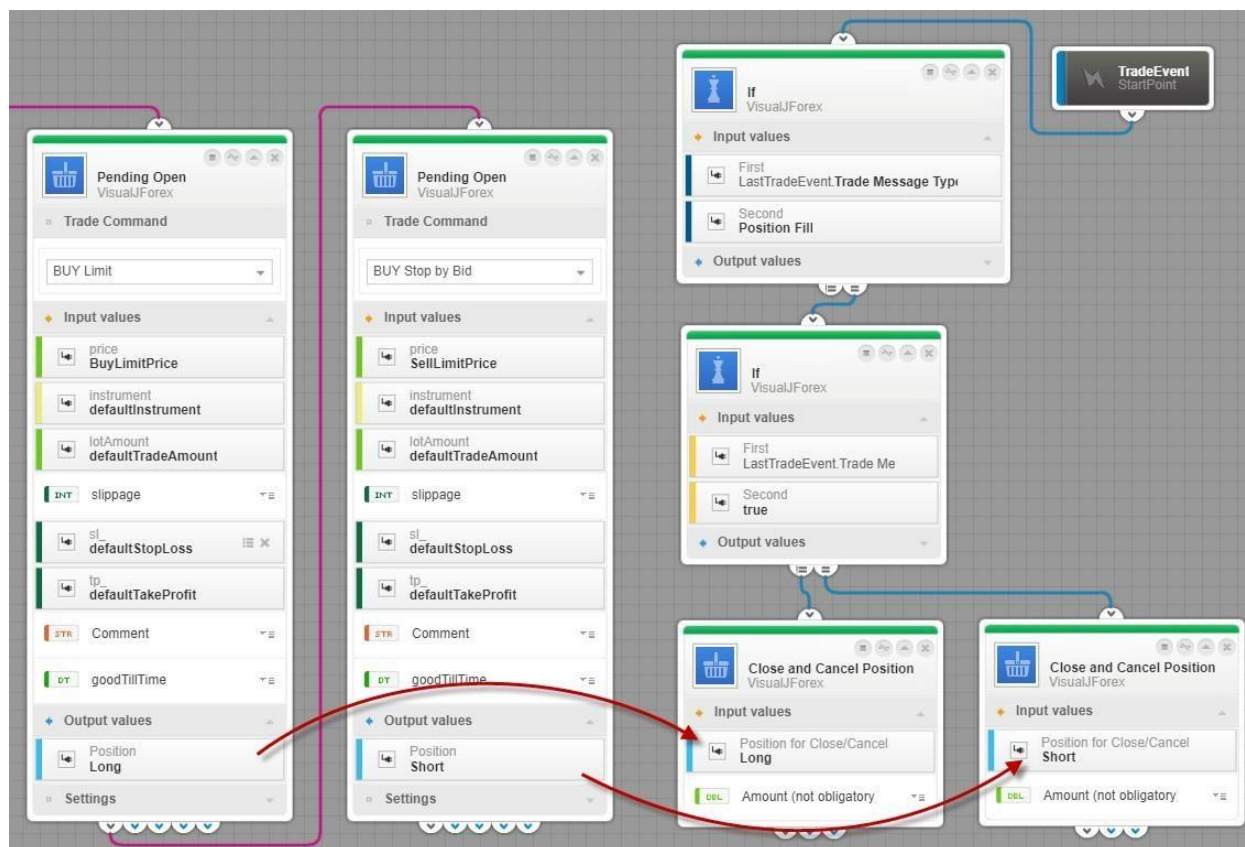 Pending Open
VisualJForex
Trade Command
BUY Limit
Input values
price
BuyLimitPrice
instrument
defaultInstrument
lotAmount
defaultTradeAmount
INT slippage
sl_
defaultStopLoss
tp_
defaultTakeProfit
STR Comment
DT goodTillTime
Output values
Position
Long
Settings
Pending Open
VisualJForex
Trade Command
BUY Stop by Bid
Input values
price
SellLimitPrice
instrument
defaultInstrument
lotAmount
defaultTradeAmount
INT slippage
sl_
defaultStopLoss
tp_
defaultTakeProfit
STR Comment
DT goodTillTime
Output values
Position
Short
Settings
If
VisualJForex
Input values
First
LastTradeEvent.Trade Message Type
Second
Position Fill
Output values
TradeEvent
StartPoint
If
VisualJForex
Input values
First
LastTradeEvent.Trade Me
Second
true
Output values
Close and Cancel Position
VisualJForex
Input values
Position for Close/Cancel
Long
DBL Amount (not obligatory
Close and Cancel Position
VisualJForex
Input values
Position for Close/Cancel
Short
DBL Amount (not obligatory